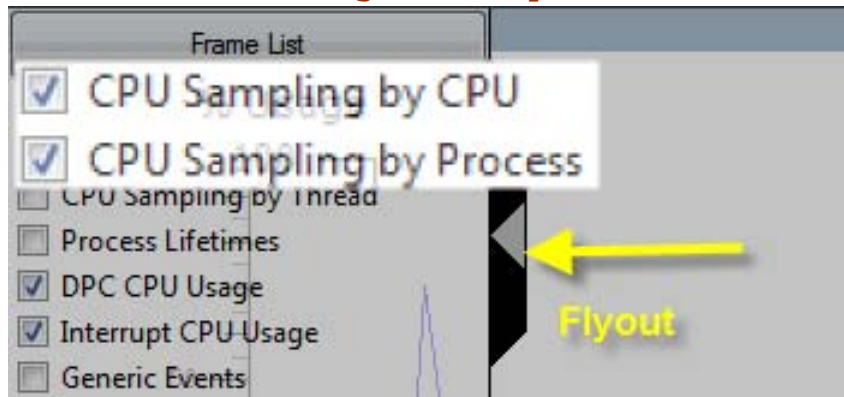 Frame List
CPU Sampling by CPU
CPU Sampling by Process
CPU Sampling by Thread
Process Lifetimes
DPC CPU Usage
Interrupt CPU Usage
Generic Events
Flyout